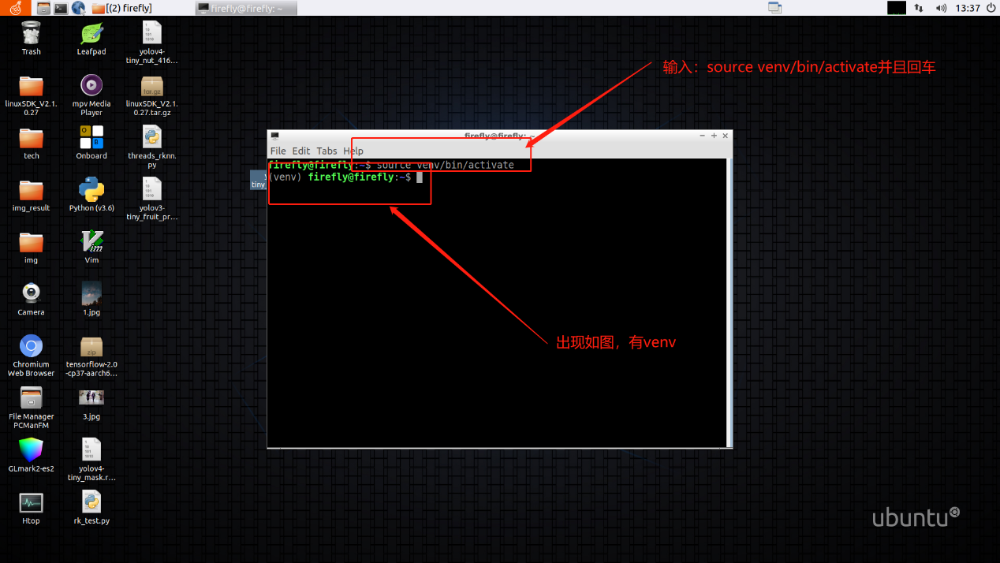 [(2) firefly]
firefly@firefly: ~
13:37
Trash
Leafpad
yolov4-
tiny_nut_416...
linuxSDK_V2.1.
0.27
mpv Media
Player
tar.gz
linuxSDK_V2.1.
0.27.tar.gz
tech
Onboard
threads_rknn.
py
img_result
Python (v3.6)
yolov3-
tiny_fruit_pr...
img
Vim
Camera
1.jpg
Chromium
Web Browser
zip
tensorflow-2.0
-cp37-aarch6...
File Manager
PCManFM
3.jpg
GLmark2-es2
yolov4-
tiny_mask.r...
Htop
rk_test.py
tiny
firefly@firefly: ~
File Edit Tabs Help
firefly@firefly:~$ source venv/bin/activate
(venv) firefly@firefly:~$
输入：source venv/bin/activate并且回车
出现如图，有venv
ubuntu